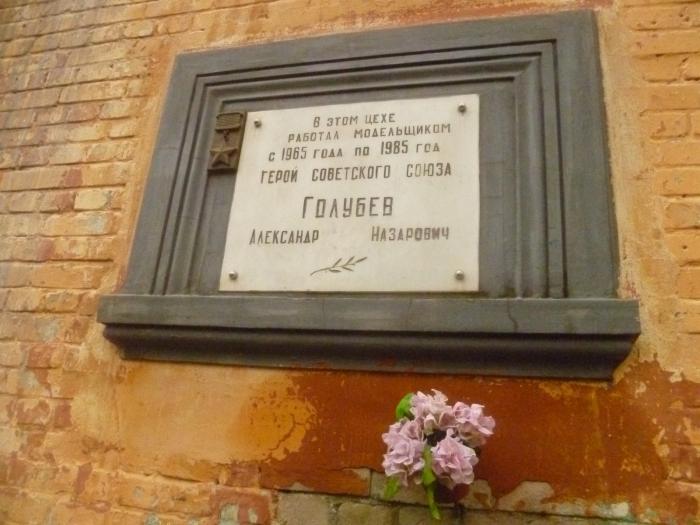 В ЭТОМ ЦЕХЕ
РАБОТАЛ МОДЕЛЬЩИКОМ
С 1965 ГОДА ПО 1985 ГОД
ГЕРОЙ СОВЕТСКОГО СОЮЗА
ГОЛУБЕВ
АЛЕКСАНДР НАЗАРОВИЧ